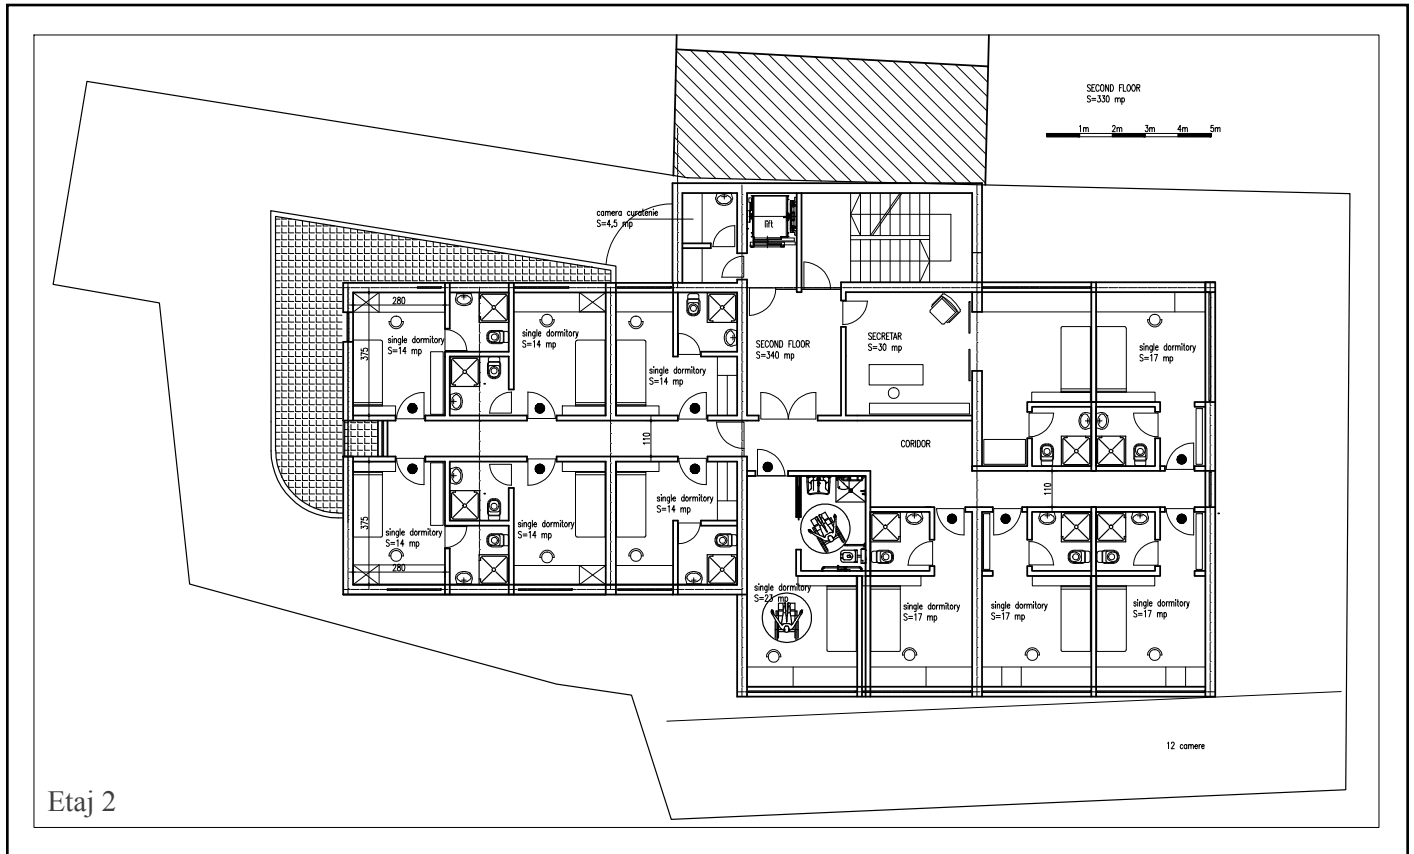 SECOND FLOOR
S=330 mp
1m 2m 3m 4m 5m
camera curatenie
S=4,5 mp
lift
280
single dormitory
S=14 mp
375
single dormitory
S=14 mp
single dormitory
S=14 mp
SECOND FLOOR
S=340 mp
SECRETAR
S=30 mp
single dormitory
S=17 mp
110
CORIDOR
110
single dormitory
S=14 mp
375
280
single dormitory
S=14 mp
single dormitory
S=14 mp
single dormitory
S=23 mp
single dormitory
S=17 mp
single dormitory
S=17 mp
single dormitory
S=17 mp
12 camere
Etaj 2